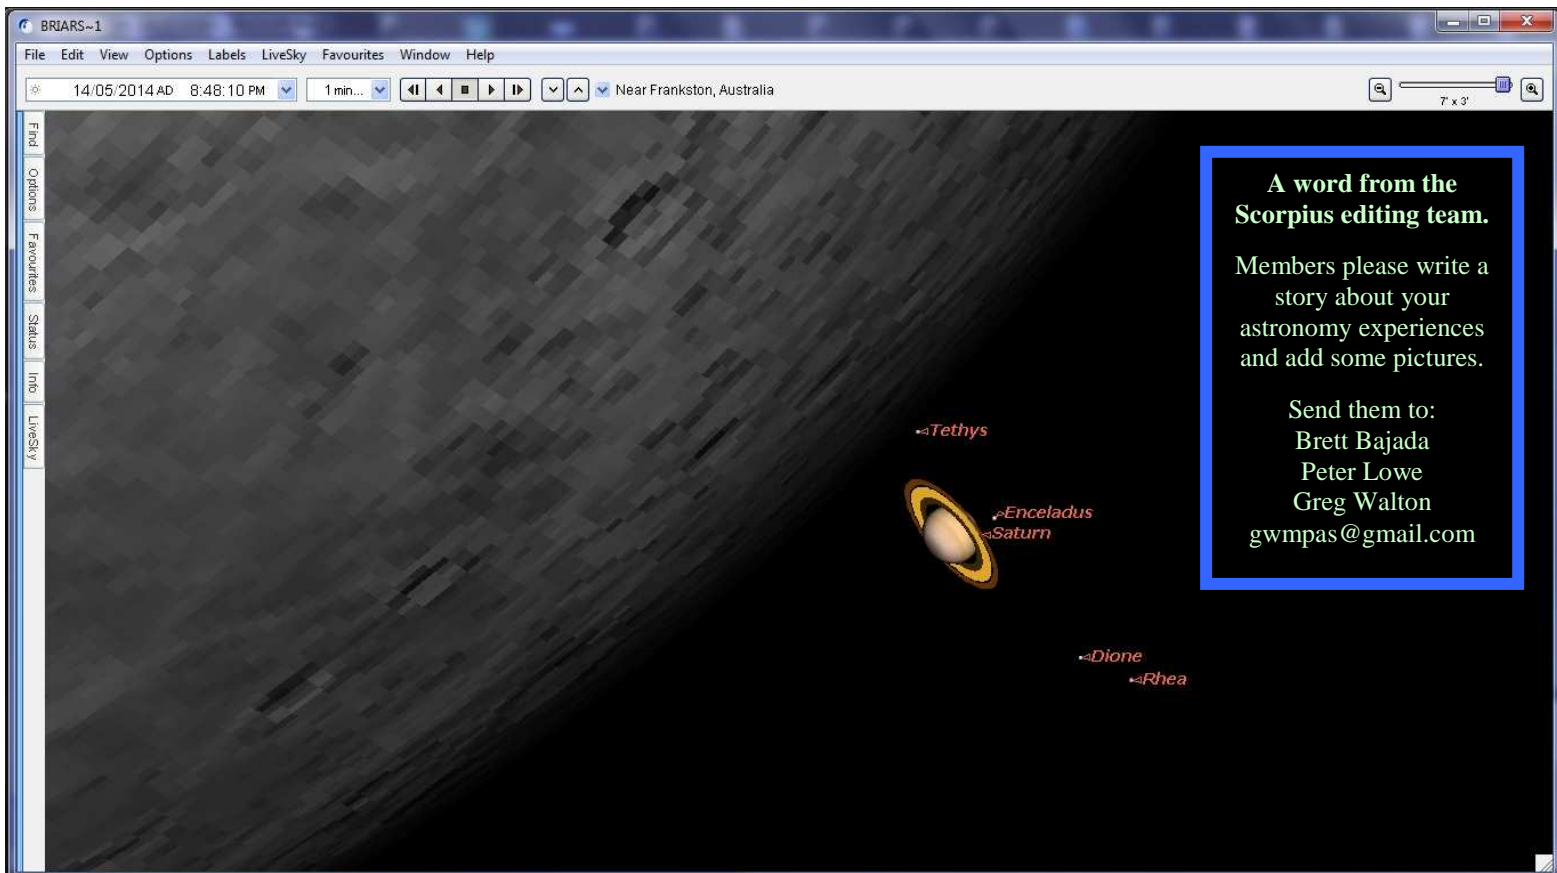 BRIARS~1
File Edit View Options Labels LiveSky Favourites Window Help
14/05/2014 AD 8:48:10 PM 1 min... Near Frankston, Australia
7' x 3'
Find
Options
Favourites
Status
Info
LiveSky
A word from the
Scorpius editing team.
Members please write a
story about your
astronomy experiences
and add some pictures.
Send them to:
Brett Bajada
Peter Lowe
Greg Walton
gwmpas@gmail.com
Tethys
Enceladus
Saturn
Dione
Rhea